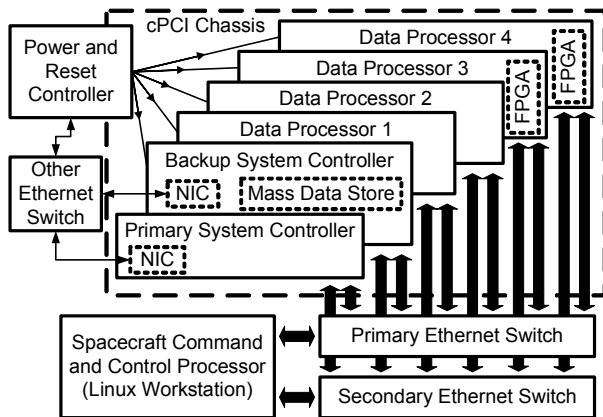 cPCI Chassis
Power and
Reset
Controller
Data Processor 4
FPGA
Data Processor 3
FPGA
Data Processor 2
Data Processor 1
Backup System Controller
NIC
Mass Data Store
Other
Ethernet
Switch
Primary System Controller
NIC
Spacecraft Command
and Control Processor
(Linux Workstation)
Primary Ethernet Switch
Secondary Ethernet Switch